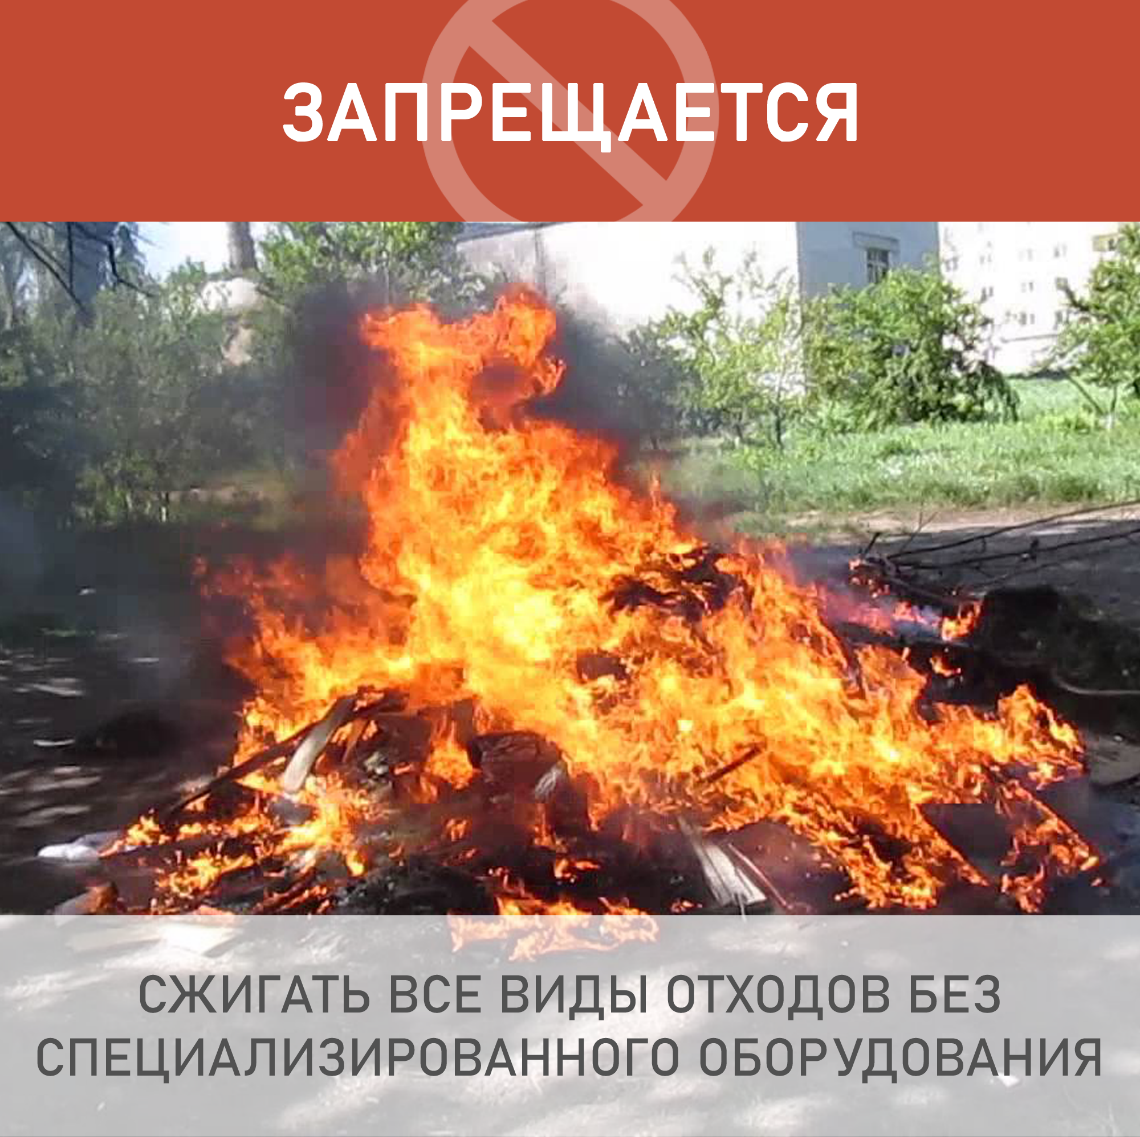 ЗАПРЕЩАЕТСЯ
СЖИГАТЬ ВСЕ ВИДЫ ОТХОДОВ БЕЗ
СПЕЦИАЛИЗИРОВАННОГО ОБОРУДОВАНИЯ